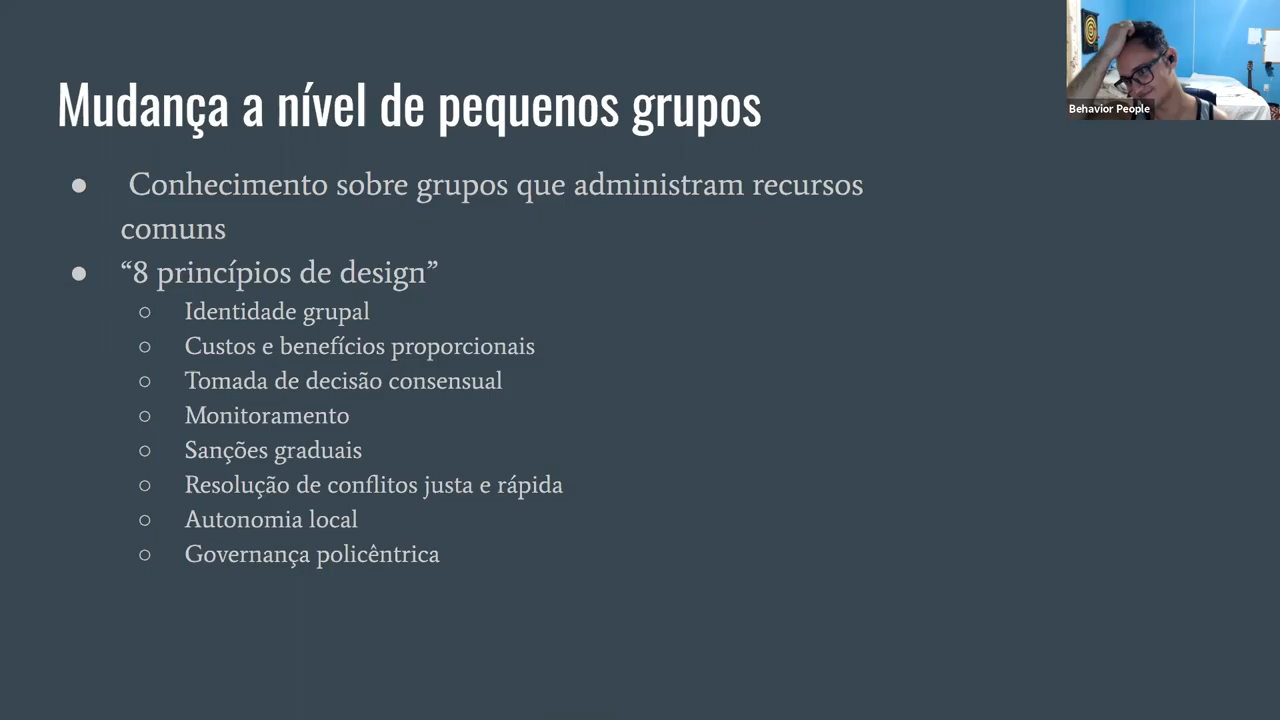 Mudança a nível de pequenos grupos
Behavior People
● Conhecimento sobre grupos que administram recursos
comuns
● “8 princípios de design”
○ Identidade grupal
○ Custos e benefícios proporcionais
○ Tomada de decisão consensual
○ Monitoramento
○ Sanções graduais
○ Resolução de conflitos justa e rápida
○ Autonomia local
○ Governança policêntrica